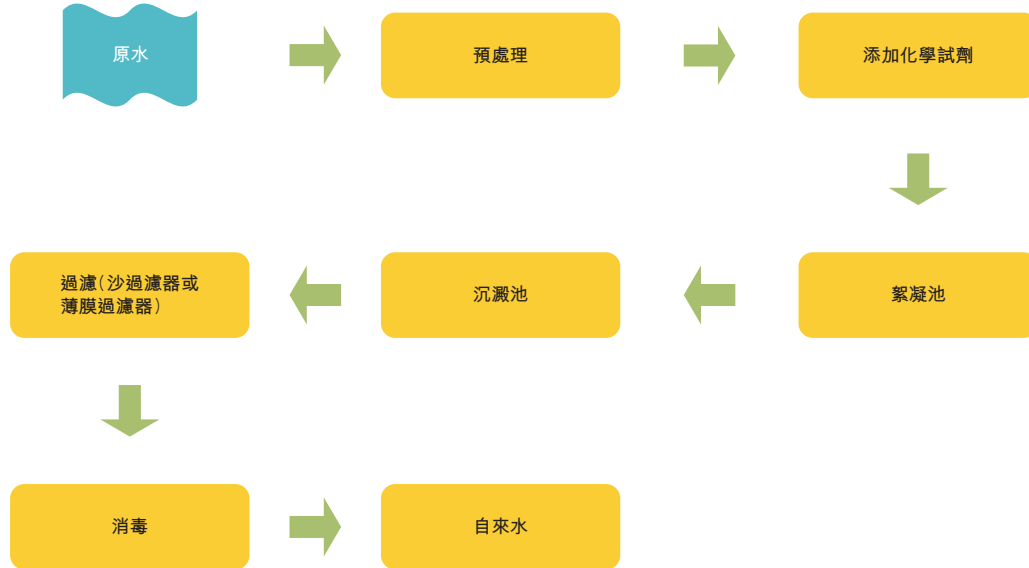 原水
預處理
添加化學試劑
過濾（沙過濾器或
薄膜過濾器）
沉澱池
絮凝池
消毒
自來水